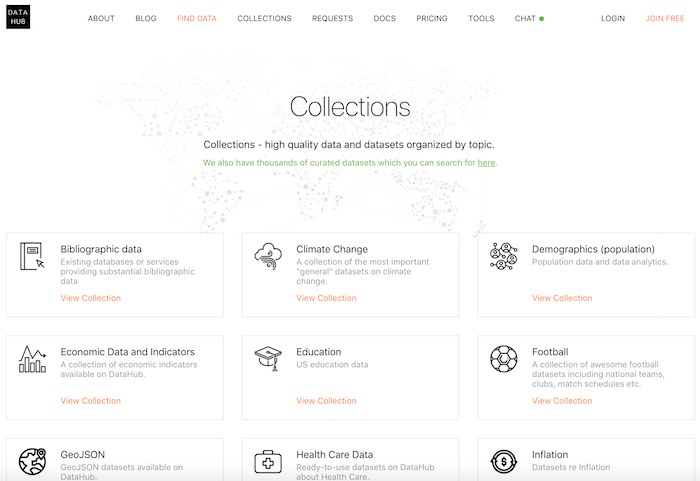 DATA
HUB
ABOUT BLOG FIND DATA COLLECTIONS REQUESTS DOCS PRICING TOOLS CHAT LOGIN JOIN FREE
Collections
Collections - high quality data and datasets organized by topic.
We also have thousands of curated datasets which you can search for here.
Bibliographic data
Existing databases or services
providing substantial bibliographic
data
View Collection
Climate Change
A collection of the most important
"general" datasets on climate
change.
View Collection
Demographics (population)
Population data and data analytics.
View Collection
Economic Data and Indicators
A collection of economic indicators
available on DataHub.
View Collection
Education
US education data
View Collection
Football
A collection of awesome football
datasets including national teams,
clubs, match schedules etc.
View Collection
GeoJSON
GeoJSON datasets available on
DataHub.
Health Care Data
Ready-to-use datasets on DataHub
about Health Care.
Inflation
Datasets re Inflation